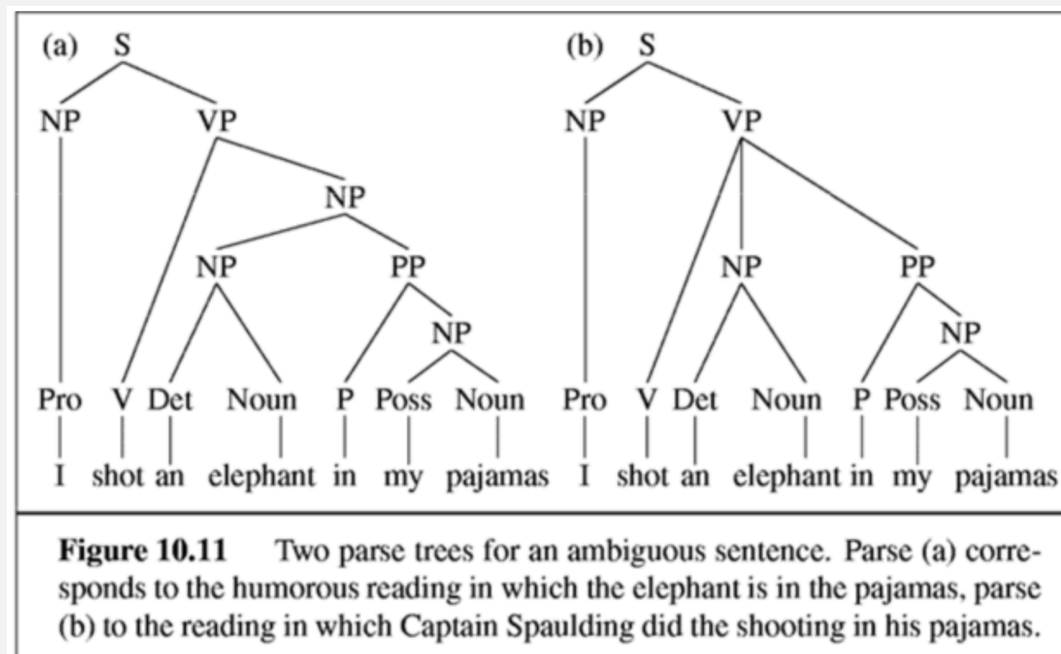 (a) S (b) S
NP VP NP VP
NP
NP PP NP PP
NP NP
Pro V Det Noun P Poss Noun Pro V Det Noun P Poss Noun
I shot an elephant in my pajamas I shot an elephant in my pajamas
Figure 10.11 Two parse trees for an ambiguous sentence. Parse (a) corre-
sponds to the humorous reading in which the elephant is in the pajamas, parse
(b) to the reading in which Captain Spaulding did the shooting in his pajamas.